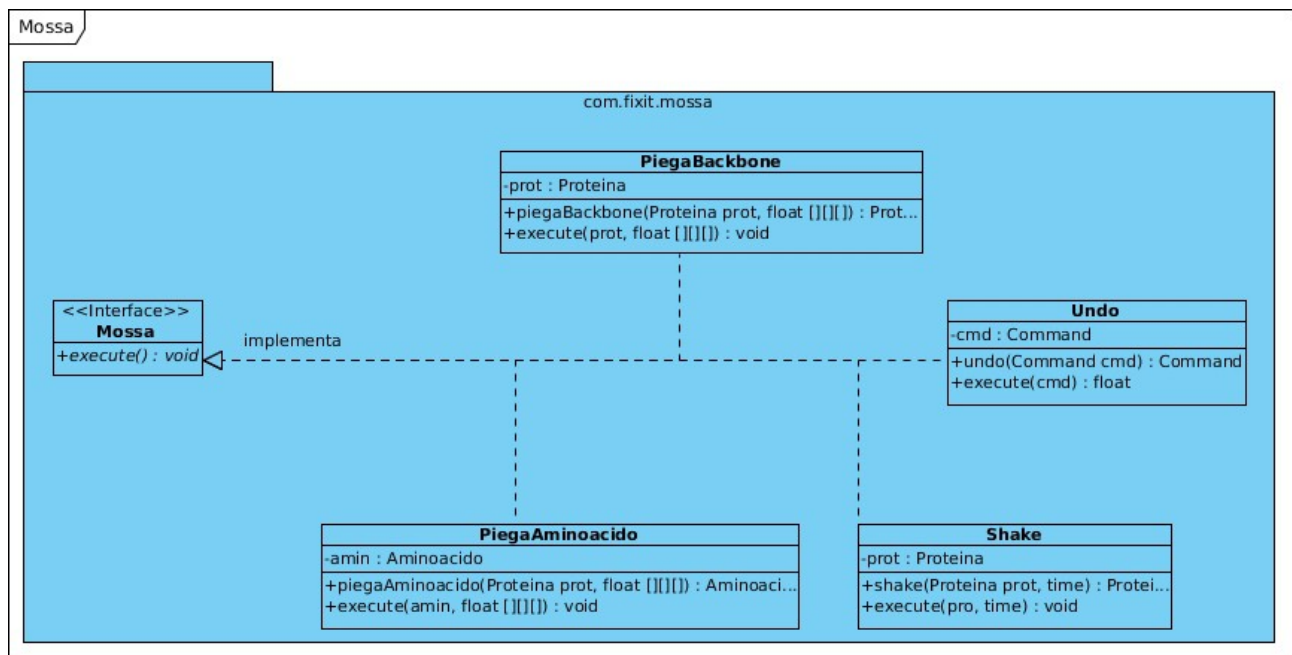 Mossa
com.fixit.mossa
PiegaBackbone
-prot : Proteina
+piegaBackbone(Proteina prot, float [][][]) : Prot...
+execute(prot, float [][][]) : void
<<Interface>>
Mossa
+execute() : void
implementa
Undo
-cmd : Command
+undo(Command cmd) : Command
+execute(cmd) : float
PiegaAminoacido
-amin : Aminoacido
+piegaAminoacido(Proteina prot, float [][][]) : Aminoaci...
+execute(amin, float [][][]) : void
Shake
-prot : Proteina
+shake(Proteina prot, time) : Protei...
+execute(pro, time) : void